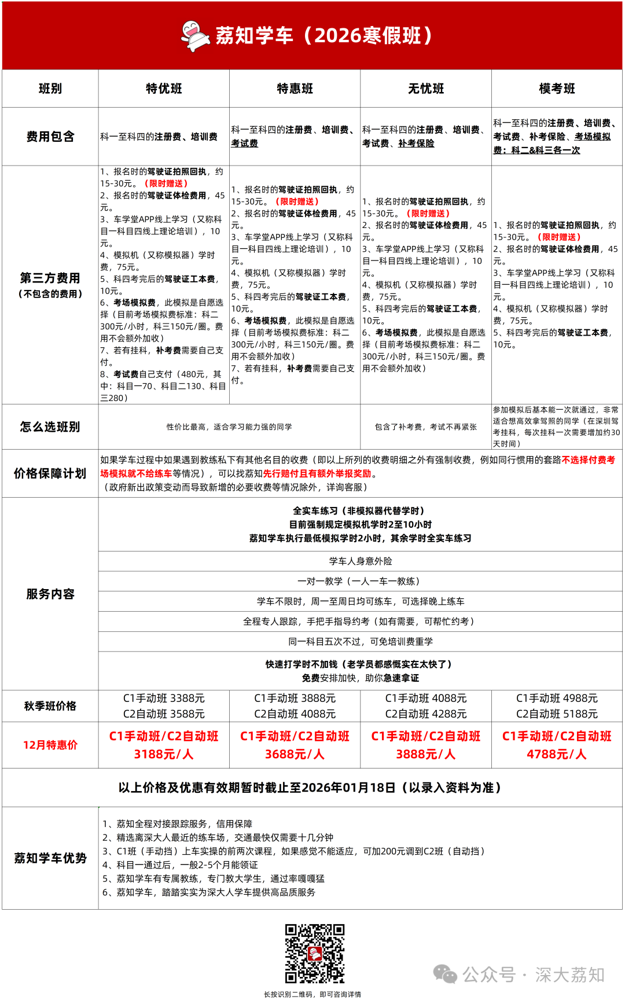 荔知学车（2026寒假班）
班别
特优班
特惠班
无忧班
模考班
费用包含
科一至科四的注册费、培训费
科一至科四的注册费、培训费、
考试费
科一至科四的注册费、培训费、
考试费、补考保险
科一至科四的注册费、培训费、
考试费、补考保险、考场模拟
费：科二&科三各一次
第三方费用
（不包含的费用）
1、报名时的驾驶证拍照回执，约
15-30元。（限时赠送）
2、报名时的驾驶证体检费用，45
元。
3、车学堂APP线上学习（又称科
目一科目四线上理论培训），10
元。
4、模拟机（又称模拟器）学时
费，75元。
5、科四考完后的驾驶证工本费，
10元。
6、考场模拟费，此模拟是自愿选
择（目前考场模拟费标准：科二
300元/小时，科三150元/圈。费
用不会额外加收）
7、若有挂科，补考费需要自己支
付。
8、考试费自己支付（480元，其
中：科目一70、科目二130、科目
三280）
1、报名时的驾驶证拍照回执，约
15-30元。（限时赠送）
2、报名时的驾驶证体检费用，45
元。
3、车学堂APP线上学习（又称科
目一科目四线上理论培训），10
元。
4、模拟机（又称模拟器）学时
费，75元。
5、科四考完后的驾驶证工本费，
10元。
6、考场模拟费，此模拟是自愿选
择（目前考场模拟费标准：科二
300元/小时，科三150元/圈。费
用不会额外加收）
7、若有挂科，补考费需要自己支
付。
1、报名时的驾驶证拍照回执，约
15-30元。（限时赠送）
2、报名时的驾驶证体检费用，45
元。
3、车学堂APP线上学习（又称科
目一科目四线上理论培训），10
元。
4、模拟机（又称模拟器）学时
费，75元。
5、科四考完后的驾驶证工本费，
10元。
6、考场模拟费，此模拟是自愿选
择（目前考场模拟费标准：科二
300元/小时，科三150元/圈。费
用不会额外加收）
1、报名时的驾驶证拍照回执，约
15-30元。（限时赠送）
2、报名时的驾驶证体检费用，45
元。
3、车学堂APP线上学习（又称科
目一科目四线上理论培训），10
元。
4、模拟机（又称模拟器）学时
费，75元。
5、科四考完后的驾驶证工本费，
10元。
怎么选班别
性价比最高，适合学习能力强的同学
包含了补考费，考试不再紧张
参加模拟后基本能一次就通过，非常
适合想高效拿驾照的同学（在深圳驾
考挂科，每次挂科一次需要增加约30
天时间）
价格保障计划
如果学车过程中如果遇到教练私下有其他名目的收费（即以上所列的收费明细之外有强制收费，例如同行惯用的套路不选择付费考
场模拟就不给练车等情况），可以找荔知先行赔付且有额外举报奖励。
（政府新出政策变动而导致新增的必要收费等情况除外，详询客服）
服务内容
全实车练习（非模拟器代替学时）
目前强制规定模拟机学时2至10小时
荔知学车执行最低模拟学时2小时，其余学时全实车练习
学车人身意外险
一对一教学（一人一车一教练）
学车不限时，周一至周日均可练车，可选择晚上练车
全程专人跟踪，手把手指导约考（如有需要，可帮忙约考）
同一科目五次不过，可免培训费重学
快速打学时不加钱（老学员都感慨实在太快了）
免费安排加快，助你急速拿证
秋季班价格
C1手动班 3388元
C2自动班 3588元
C1手动班 3888元
C2自动班 4088元
C1手动班 4088元
C2自动班 4288元
C1手动班 4988元
C2自动班 5188元
12月特惠价
C1手动班/C2自动班
3188元/人
C1手动班/C2自动班
3688元/人
C1手动班/C2自动班
3888元/人
C1手动班/C2自动班
4788元/人
以上价格及优惠有效期暂时截止至2026年01月18日（以录入资料为准）
荔知学车优势
1、荔知全程对接跟踪服务，信用保障
2、精选离深大人最近的练车场，交通最快仅需要十几分钟
3、C1班（手动挡）上车实操的前两次课程，如果感觉不能适应，可加200元调到C2班（自动挡）
4、科目一通过后，一般2-5个月能领证
5、荔知学车有专属教练，专门教大学生，通过率嘎嘎猛
6、荔知学车，踏踏实实为深大人学车提供高品质服务
公众号 · 深大荔知
长按识别二维码，即可咨询详情